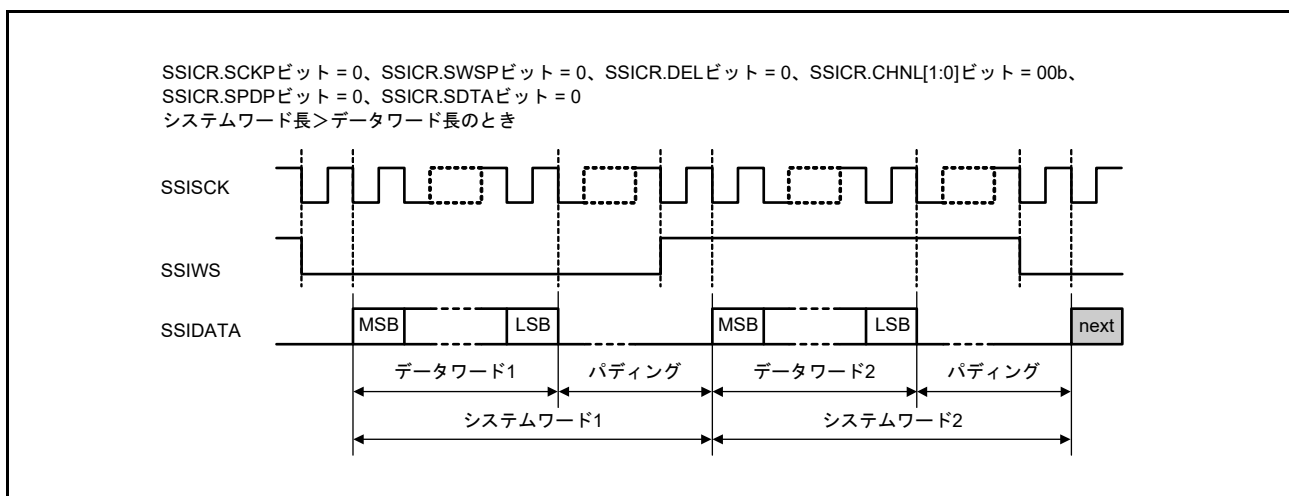 SSICR.SCKPビット = 0、SSICR.SWSPビット = 0、SSICR.DELビット = 0、SSICR.CHNL[1:0]ビット = 00b、
SSICR.SPDPビット = 0、SSICR.SDTAビット = 0
システムワード長＞データワード長のとき
SSISCK
SSIWS
SSIDATA MSB LSB MSB LSB next
データワード1 パディング データワード2 パディング
システムワード1 システムワード2